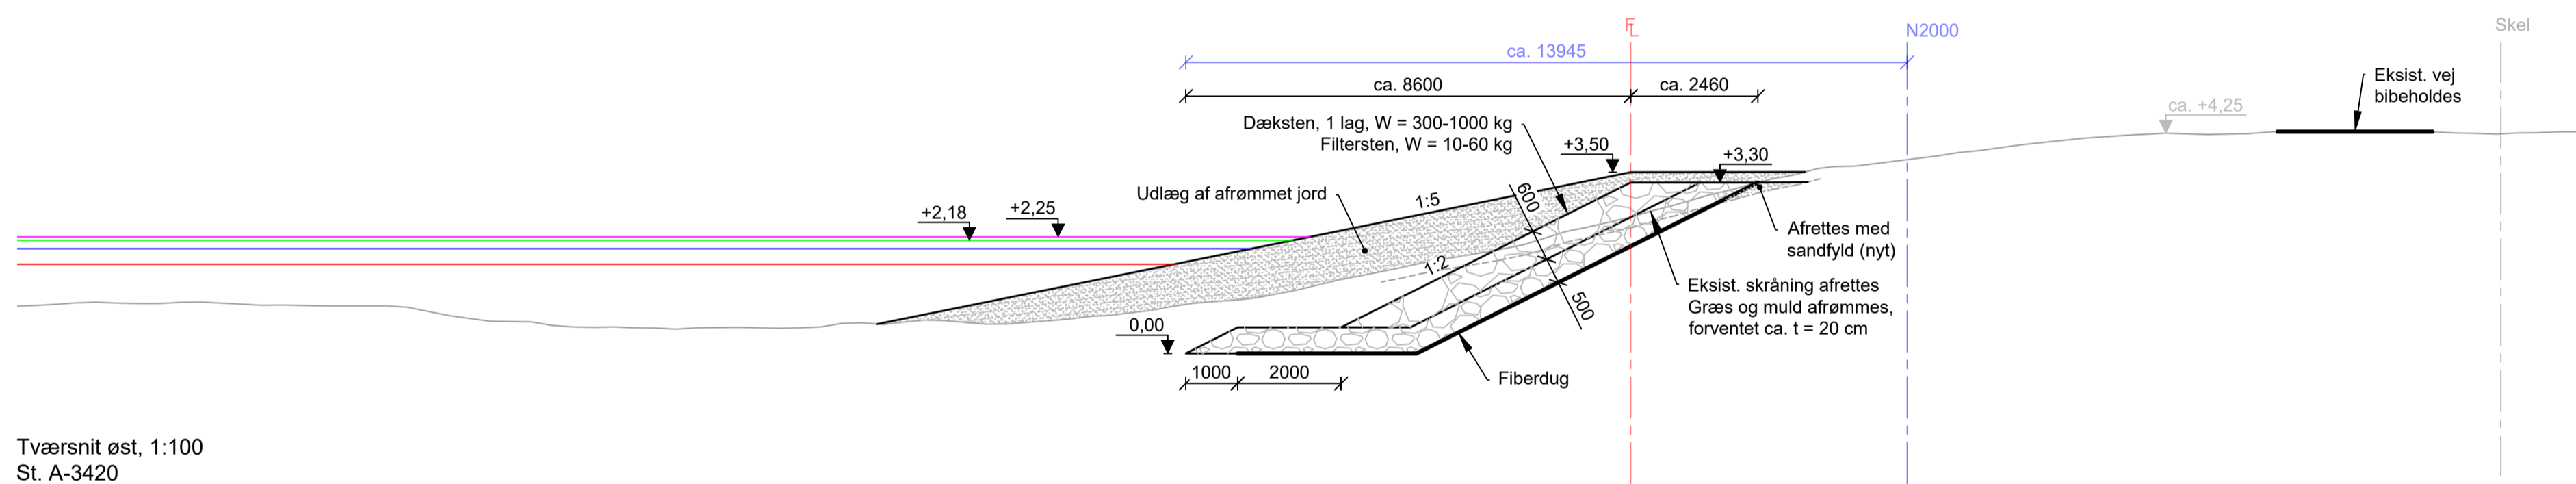 FL
N2000
Skel
ca. 13945
ca. 8600
ca. 2460
Eksist. vej
bibeholdes
ca. +4,25
Dæksten, 1 lag, W = 300-1000 kg
Filtersten, W = 10-60 kg
+3,50
+3,30
Udlæg af afrømmet jord
1:5
600
+2,18
+2,25
Afrettes med
sandfyld (nyt)
1:2
500
Eksist. skråning afrettes
Græs og muld afrømmes,
forventet ca. t = 20 cm
0,00
1000
2000
Fiberdug
Tværsnit øst, 1:100
St. A-3420